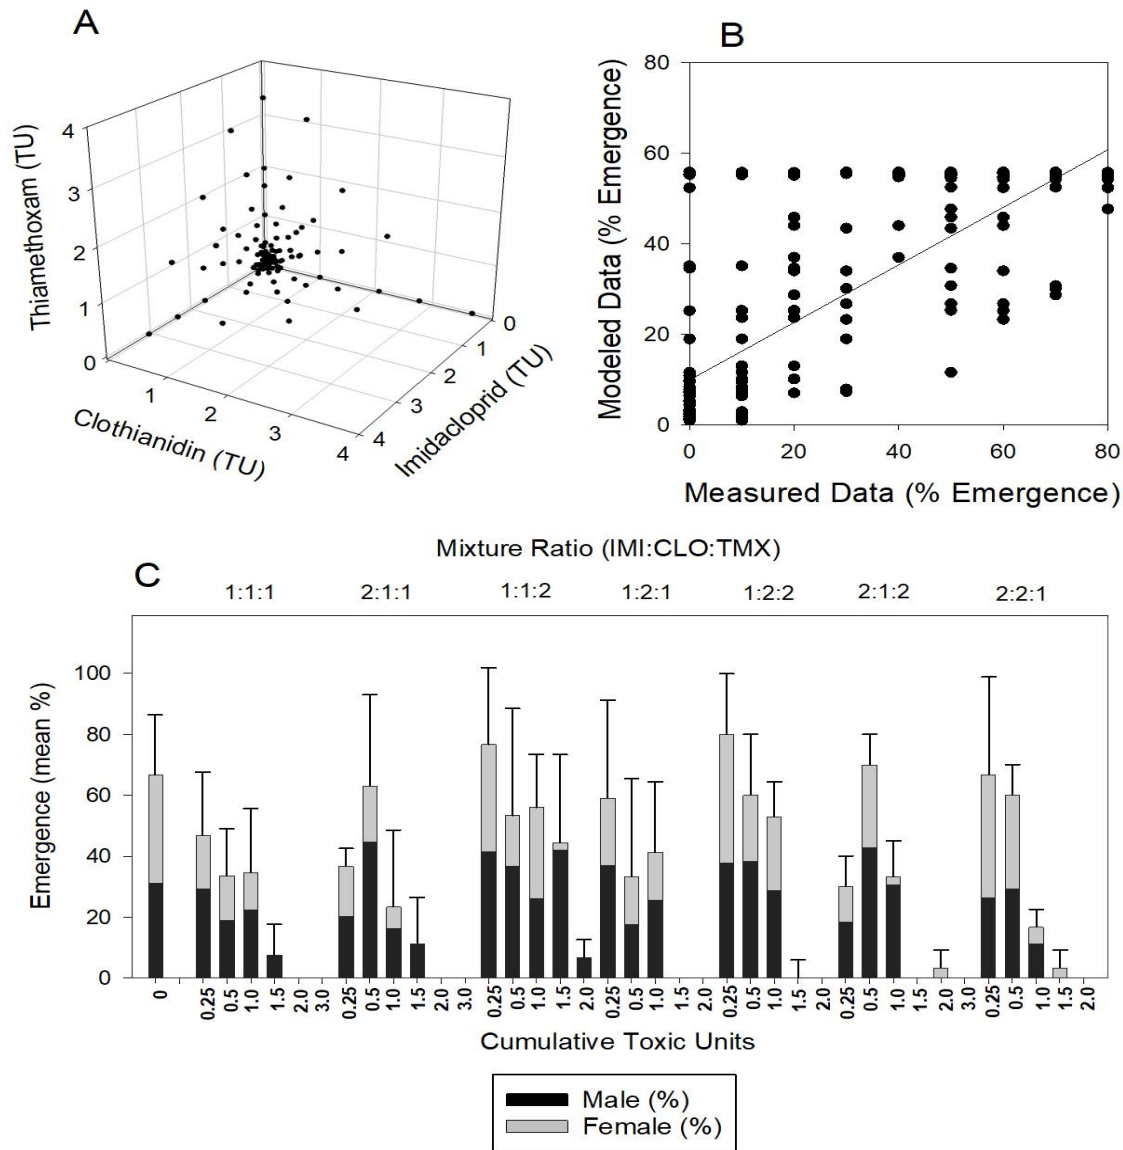 A
Thiamethoxam (TU)
4
3
2
1
0
1
2
3
4
Clothianidin (TU)
0
1
2
3
4
Imidacloprid (TU)
B
Modeled Data (% Emergence)
80
60
40
20
0
0 20 40 60 80
Measured Data (% Emergence)
Mixture Ratio (IMI:CLO:TMX)
C
1:1:1 2:1:1 1:1:2 1:2:1 1:2:2 2:1:2 2:2:1
Emergence (mean %)
100
80
60
40
20
0
0 0.25 0.5 1.0 1.5 2.0 3.0 0.25 0.5 1.0 1.5 2.0 3.0 0.25 0.5 1.0 1.5 2.0 0.25 0.5 1.0 1.5 2.0 0.25 0.5 1.0 1.5 2.0 0.25 0.5 1.0 1.5 2.0 3.0 0.25 0.5 1.0 1.5 2.0
Cumulative Toxic Units
Male (%)
Female (%)